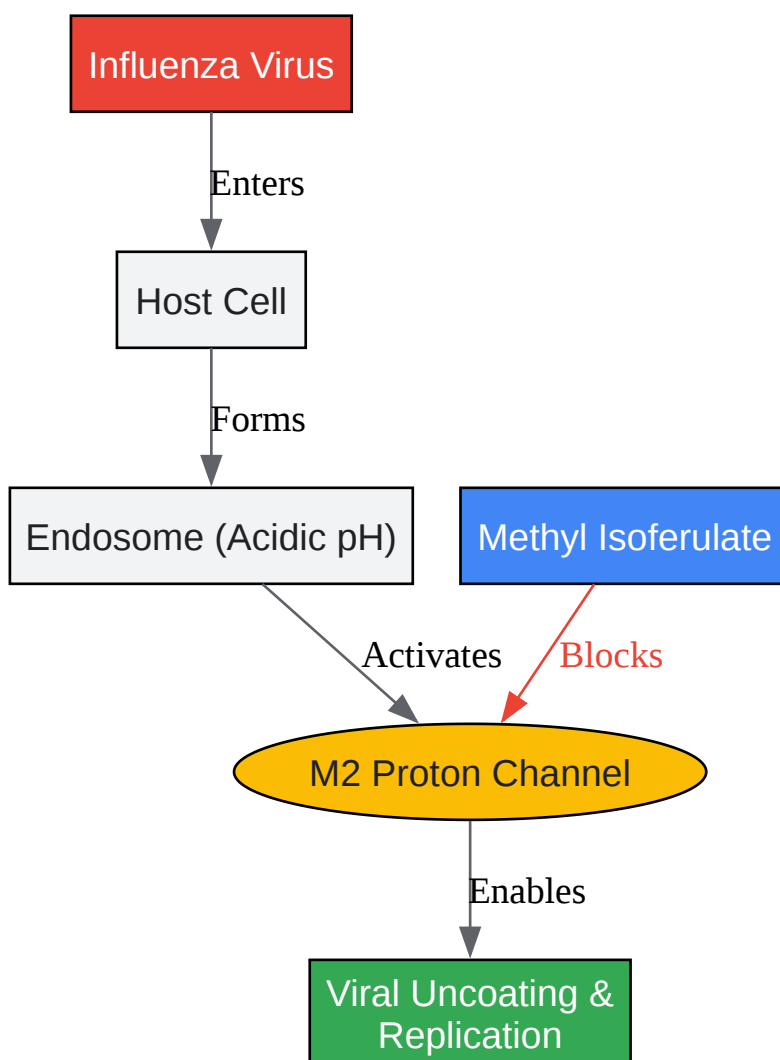 Influenza Virus
Enters
Host Cell
Forms
Endosome (Acidic pH)
Methyl Isoferulate
Activates
Blocks
M2 Proton Channel
Enables
Viral Uncoating &
Replication